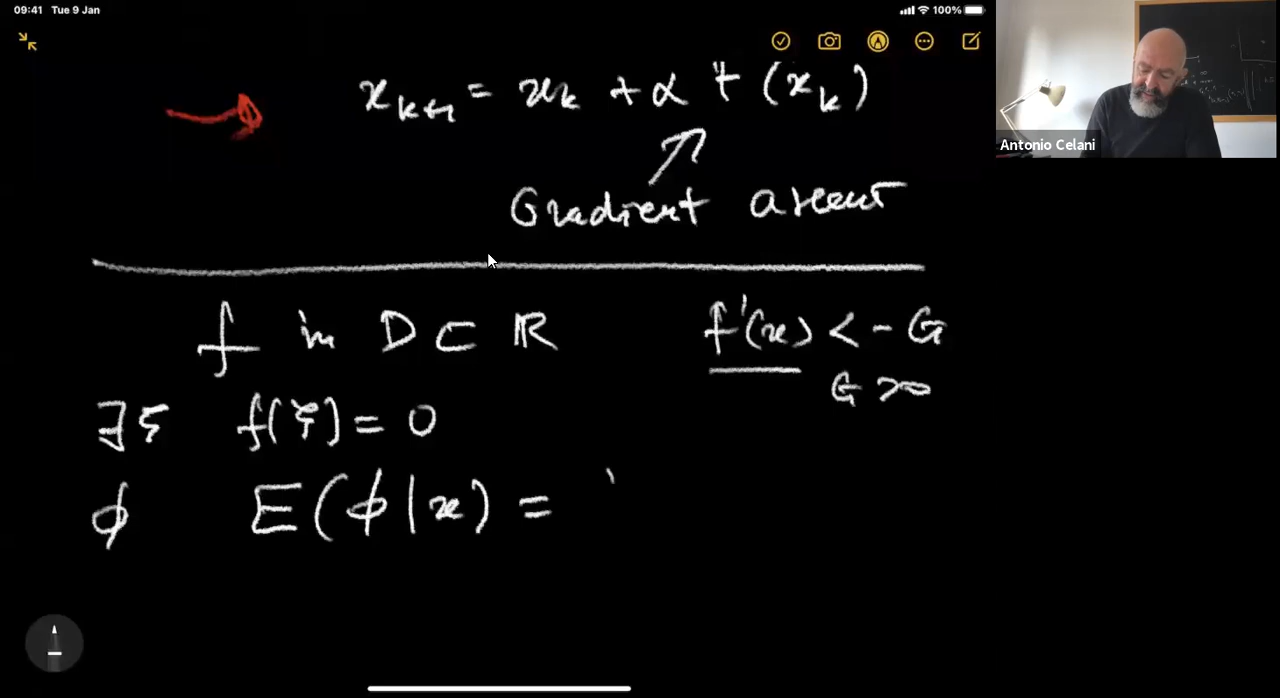 09:41 Tue 9 Jan
100%
x_{k+1} = x_k + α f (x_k)
Gradient ascent
Antonio Celani
f in D ⊂ ℝ f'(x) < - G
G > 0
∃ξ f(ξ) = 0
ϕ E(ϕ|x) =